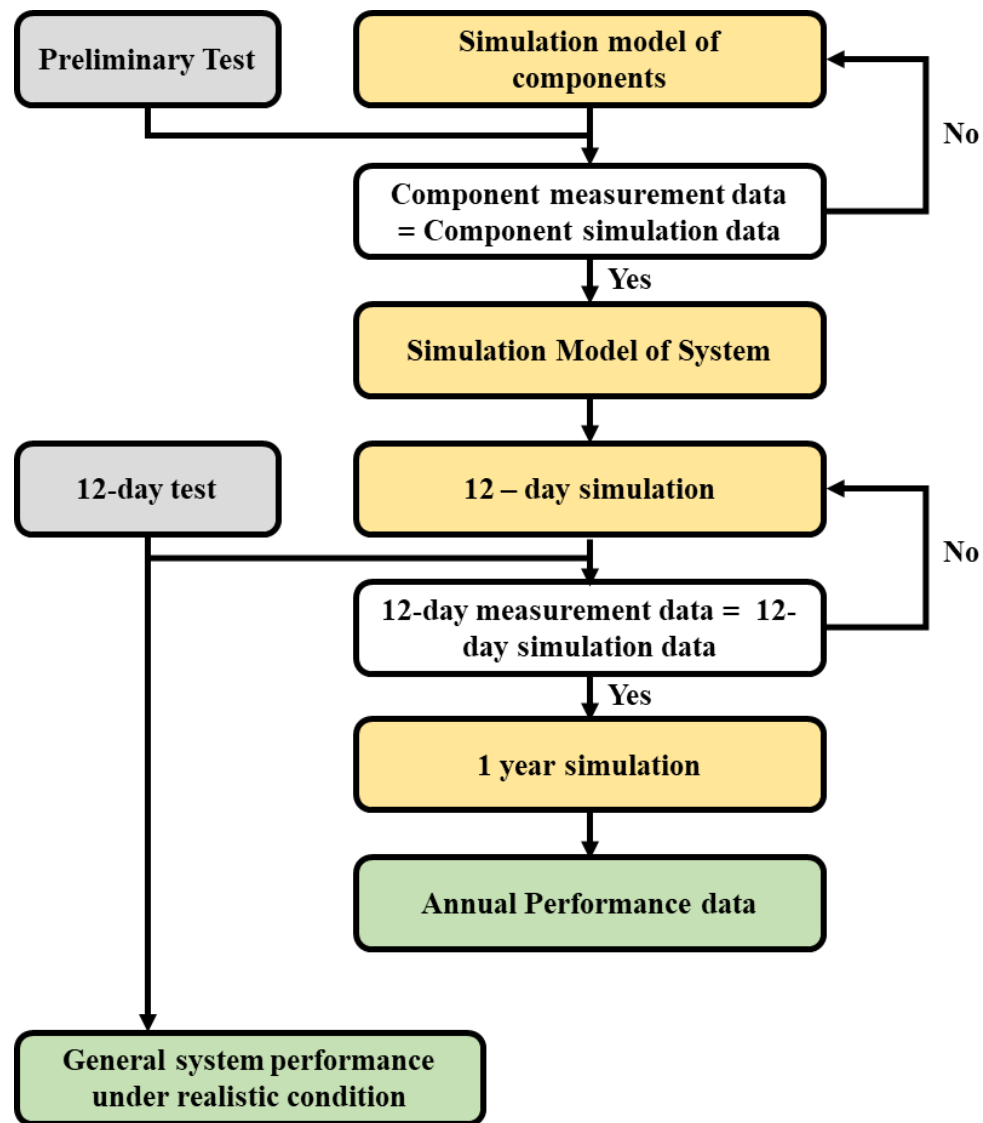 Preliminary Test
Simulation model of
components
No
Component measurement data
= Component simulation data
Yes
Simulation Model of System
12-day test
12 – day simulation
No
12-day measurement data =  12-
day simulation data
Yes
1 year simulation
Annual Performance data
General system performance
under realistic condition